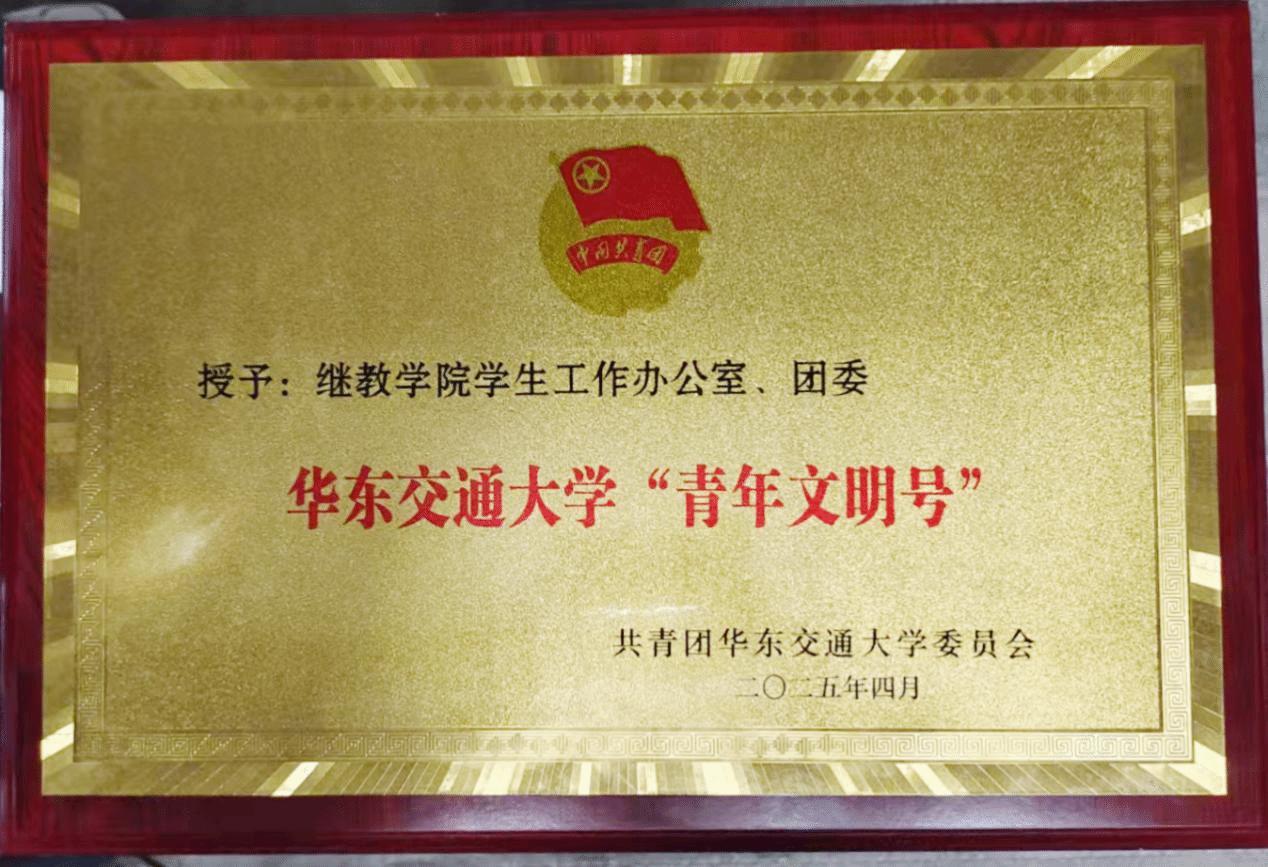 中国共青团
授予：继教学院学生工作办公室、团委
华东交通大学“青年文明号”
共青团华东交通大学委员会
二〇二五年四月